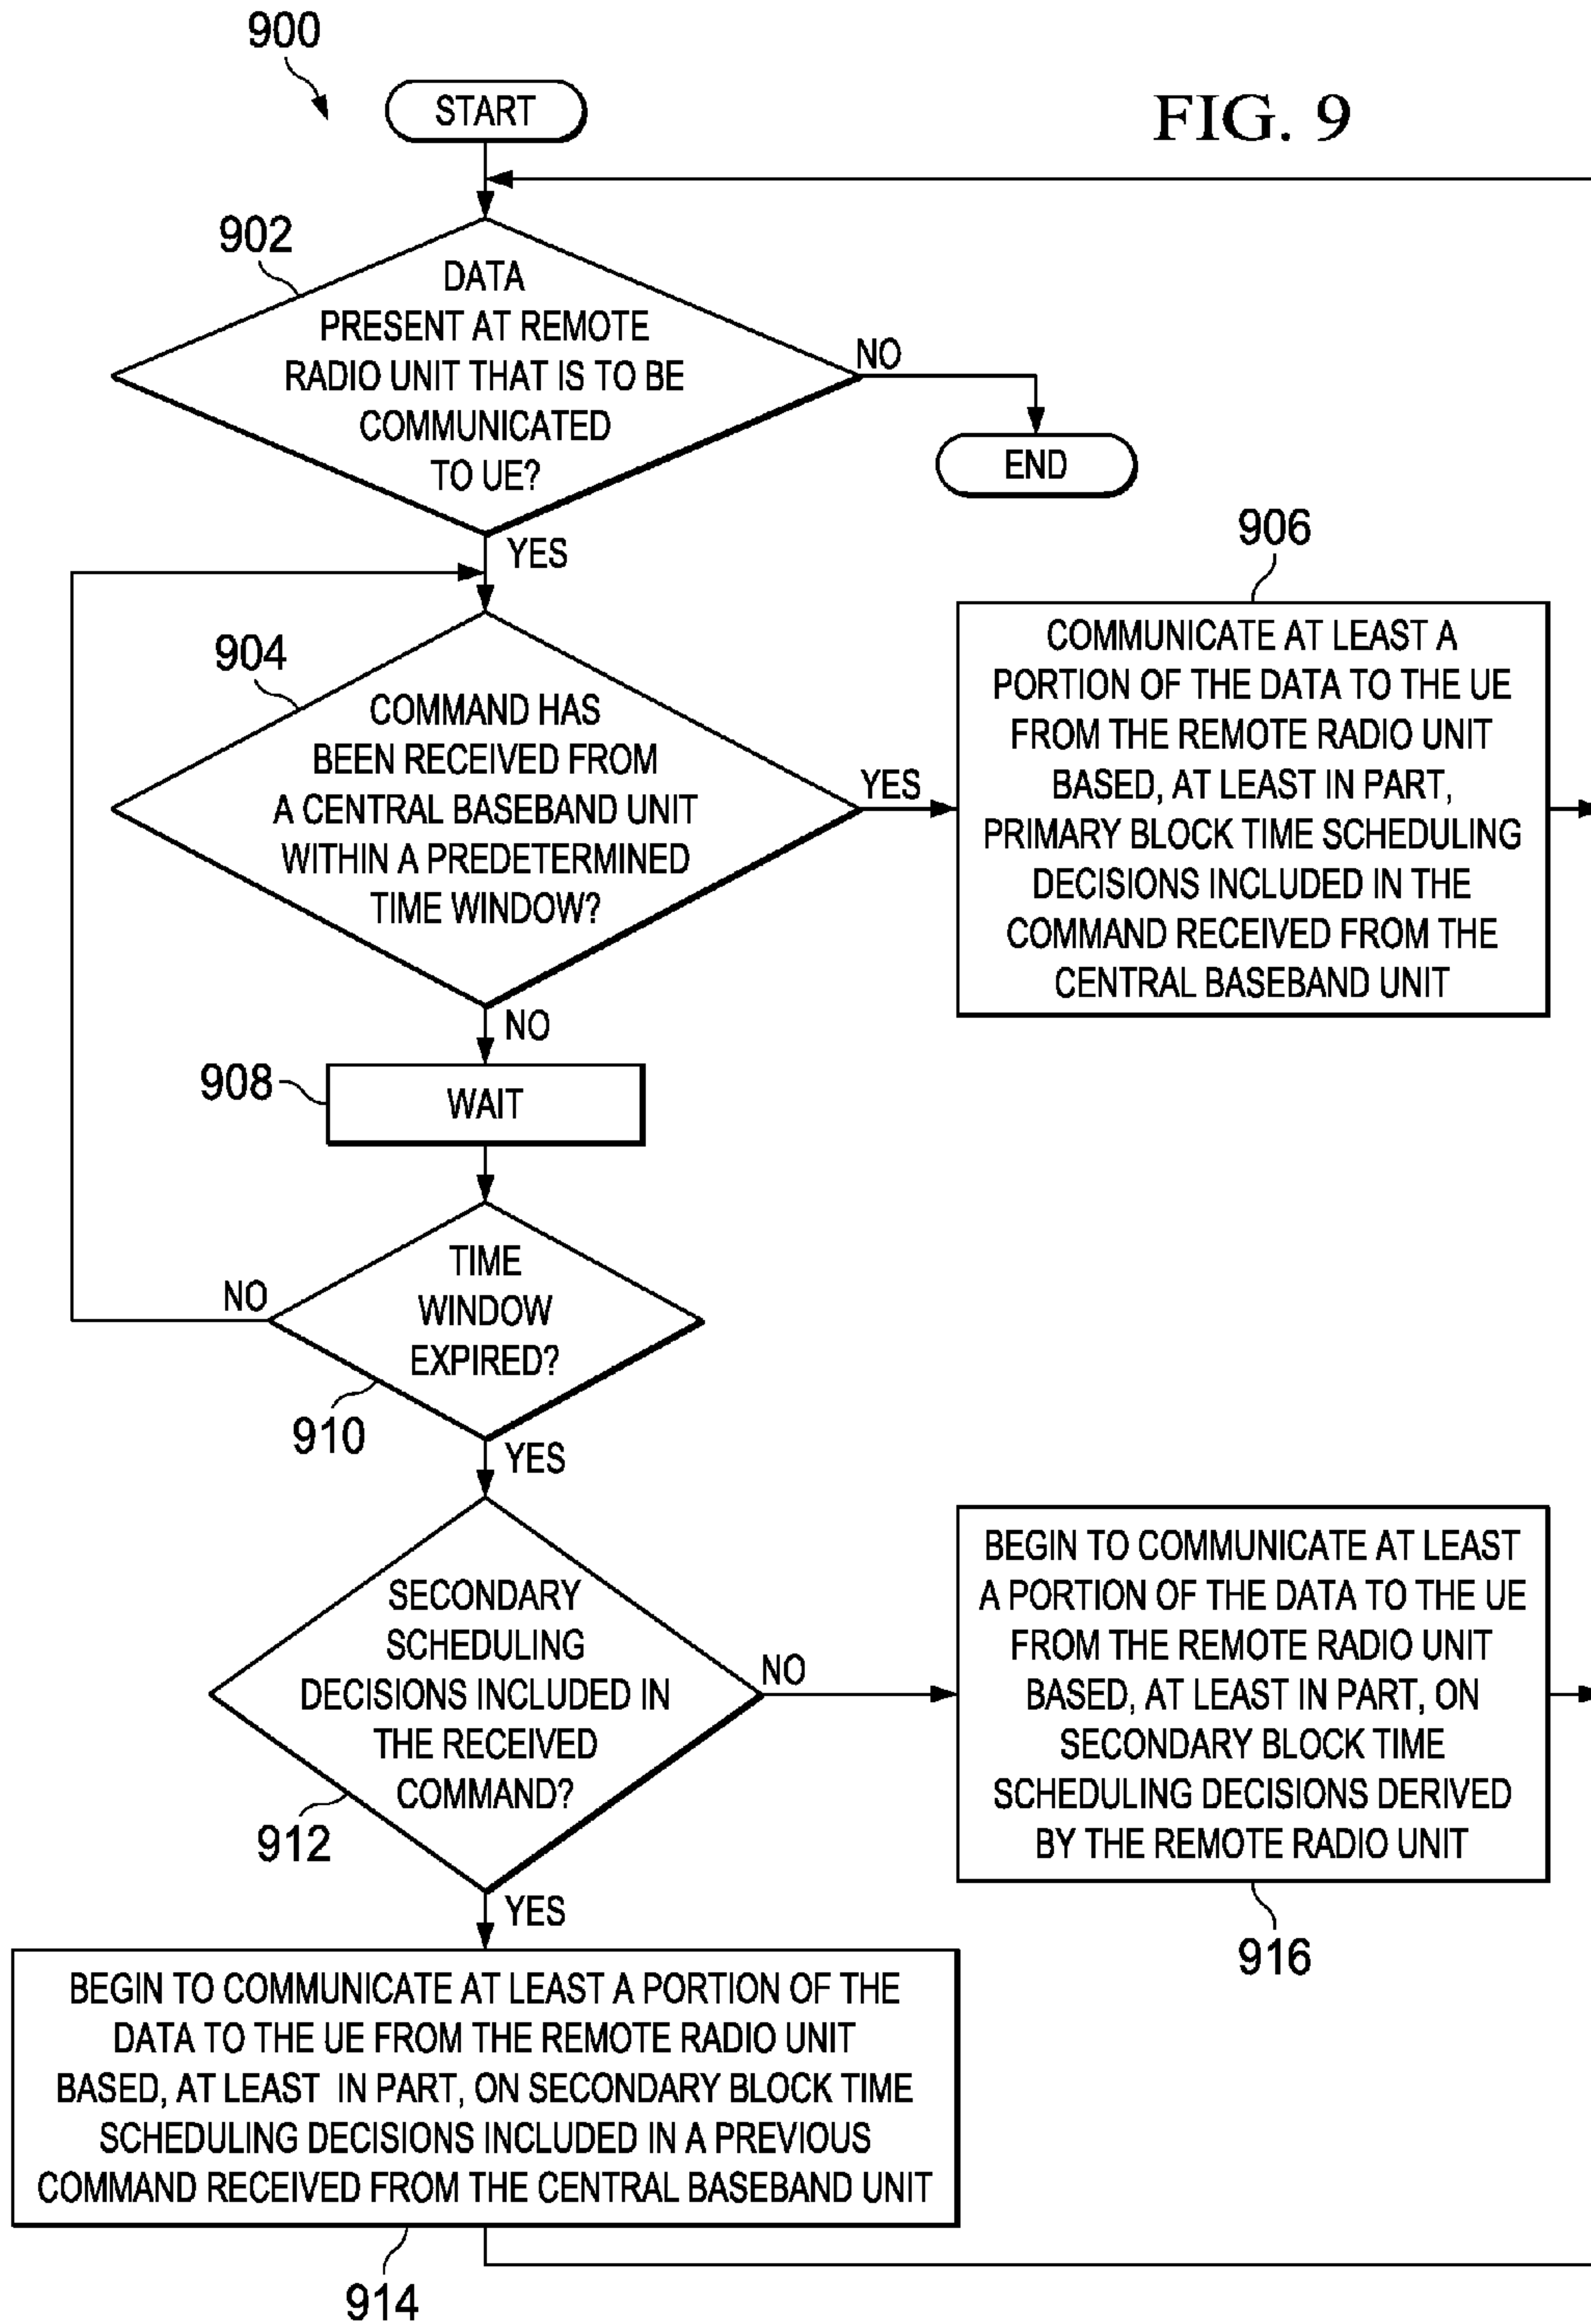 900
START
FIG. 9
902
DATA
PRESENT AT REMOTE
RADIO UNIT THAT IS TO BE
COMMUNICATED
TO UE?
NO
END
YES
904
COMMAND HAS
BEEN RECEIVED FROM
A CENTRAL BASEBAND UNIT
WITHIN A PREDETERMINED
TIME WINDOW?
YES
906
COMMUNICATE AT LEAST A
PORTION OF THE DATA TO THE UE
FROM THE REMOTE RADIO UNIT
BASED, AT LEAST IN PART,
PRIMARY BLOCK TIME SCHEDULING
DECISIONS INCLUDED IN THE
COMMAND RECEIVED FROM THE
CENTRAL BASEBAND UNIT
NO
908
WAIT
TIME
WINDOW
EXPIRED?
NO
910
YES
SECONDARY
SCHEDULING
DECISIONS INCLUDED IN
THE RECEIVED
COMMAND?
912
NO
BEGIN TO COMMUNICATE AT LEAST
A PORTION OF THE DATA TO THE UE
FROM THE REMOTE RADIO UNIT
BASED, AT LEAST IN PART, ON
SECONDARY BLOCK TIME
SCHEDULING DECISIONS DERIVED
BY THE REMOTE RADIO UNIT
916
YES
BEGIN TO COMMUNICATE AT LEAST A PORTION OF THE
DATA TO THE UE FROM THE REMOTE RADIO UNIT
BASED, AT LEAST IN PART, ON SECONDARY BLOCK TIME
SCHEDULING DECISIONS INCLUDED IN A PREVIOUS
COMMAND RECEIVED FROM THE CENTRAL BASEBAND UNIT
914